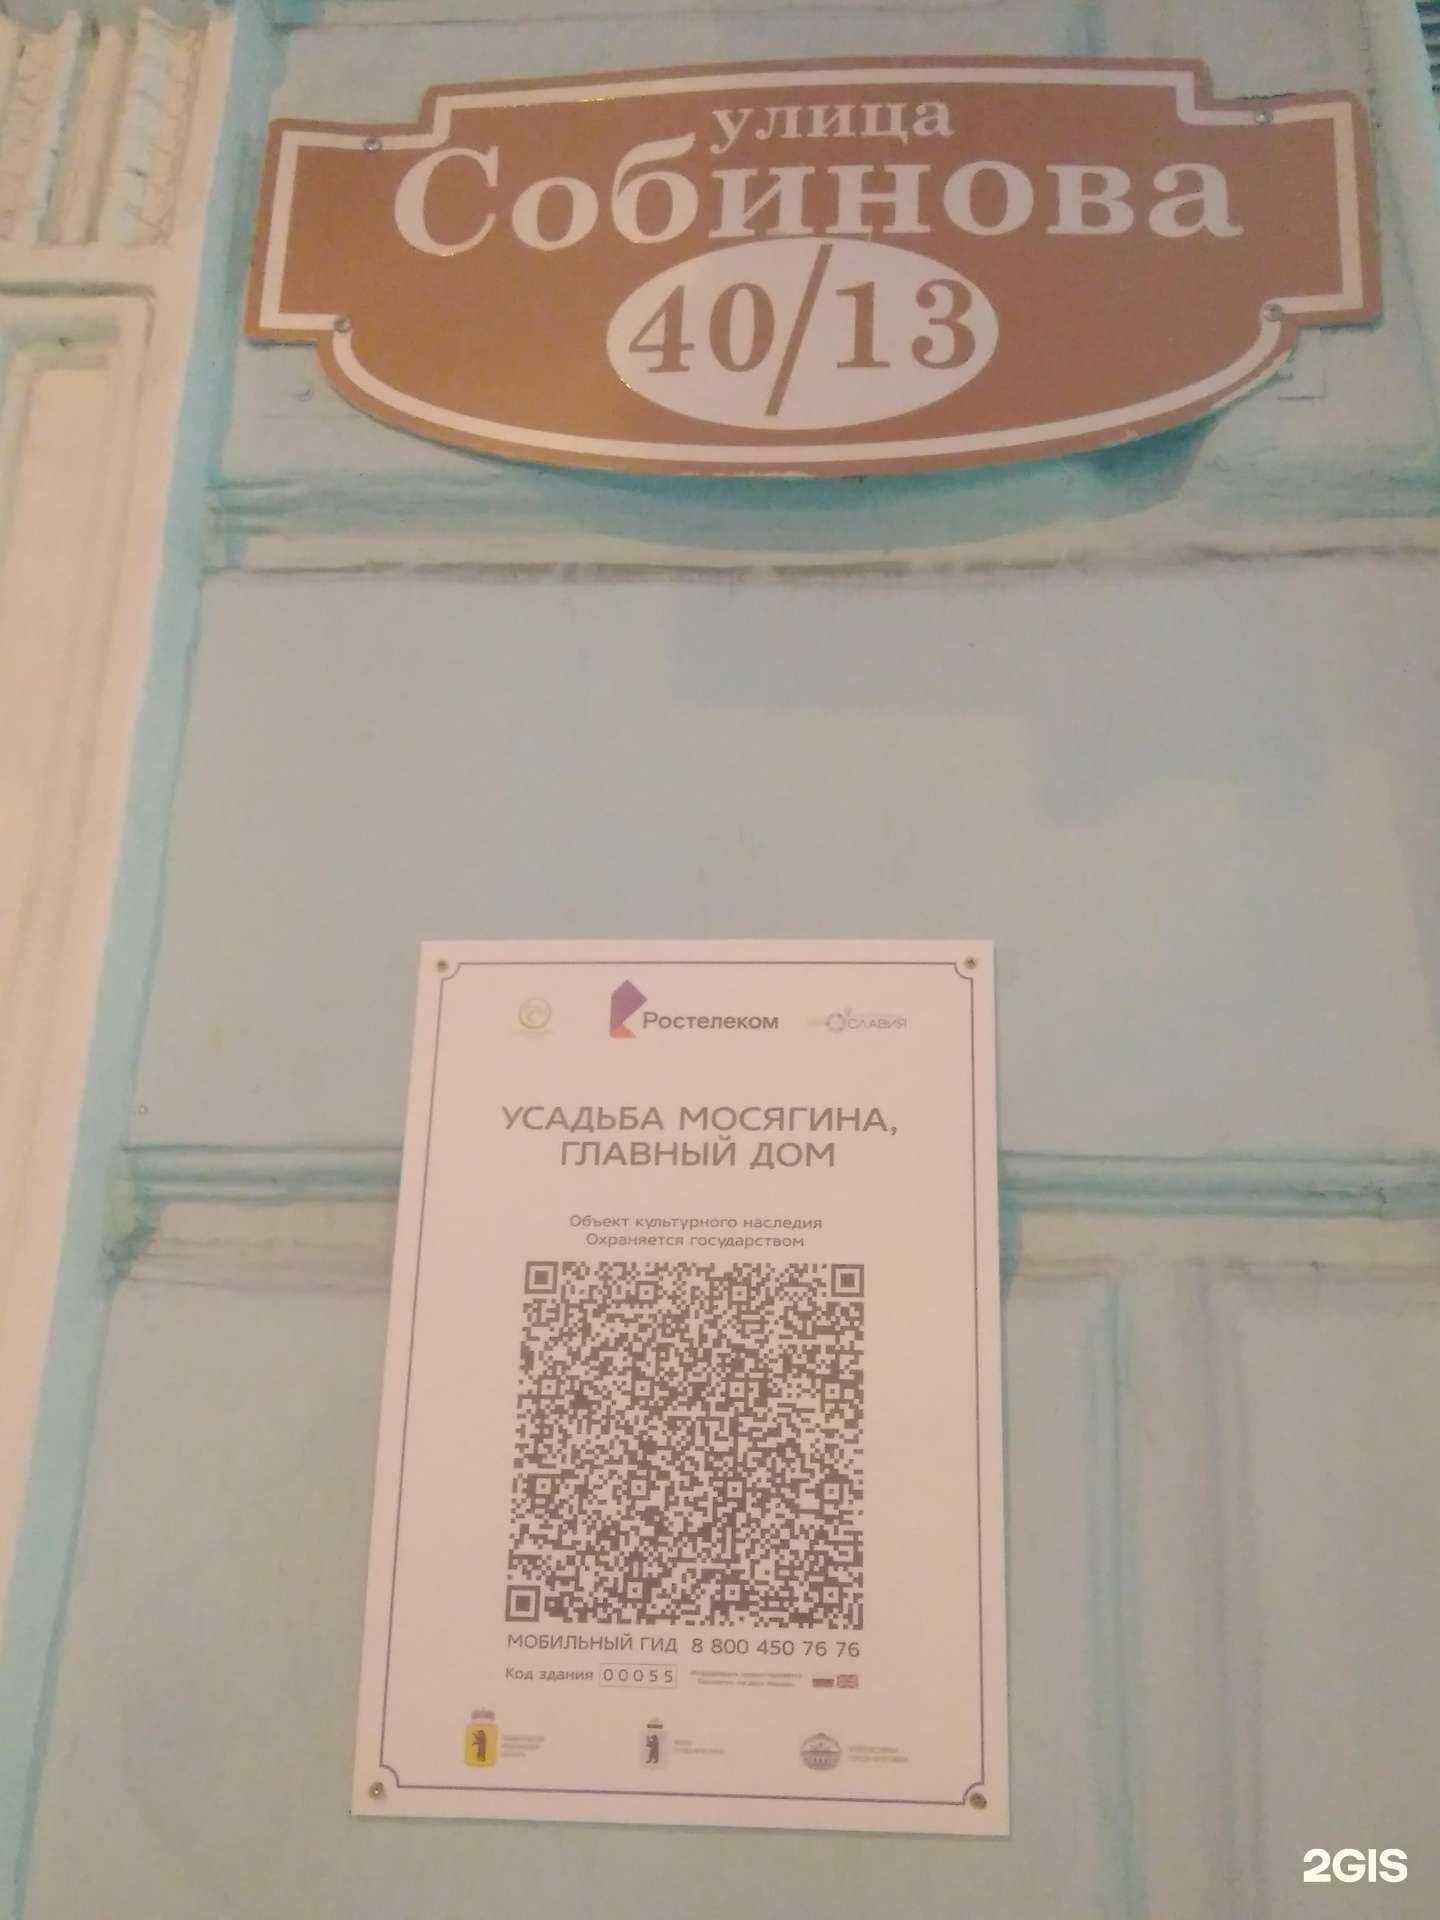 улица
Собинова
40/13
Ростелеком
СЛАВИЯ
УСАДЬБА МОСЯГИНА,
ГЛАВНЫЙ ДОМ
Объект культурного наследия
Охраняется государством
МОБИЛЬНЫЙ ГИД 8 800 450 76 76
Код здания 00055
2GIS